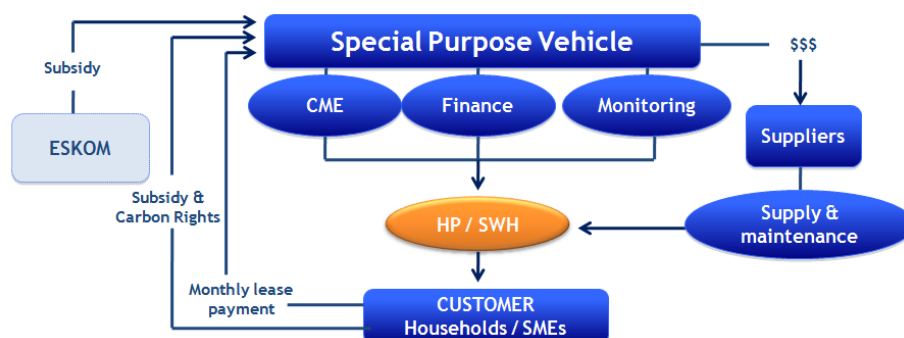 Special Purpose Vehicle
$$$
Subsidy
CME
Finance
Monitoring
ESKOM
Suppliers
Subsidy &
Carbon Rights
HP / SWH
Supply &
maintenance
Monthly lease
payment
CUSTOMER
Households / SMEs